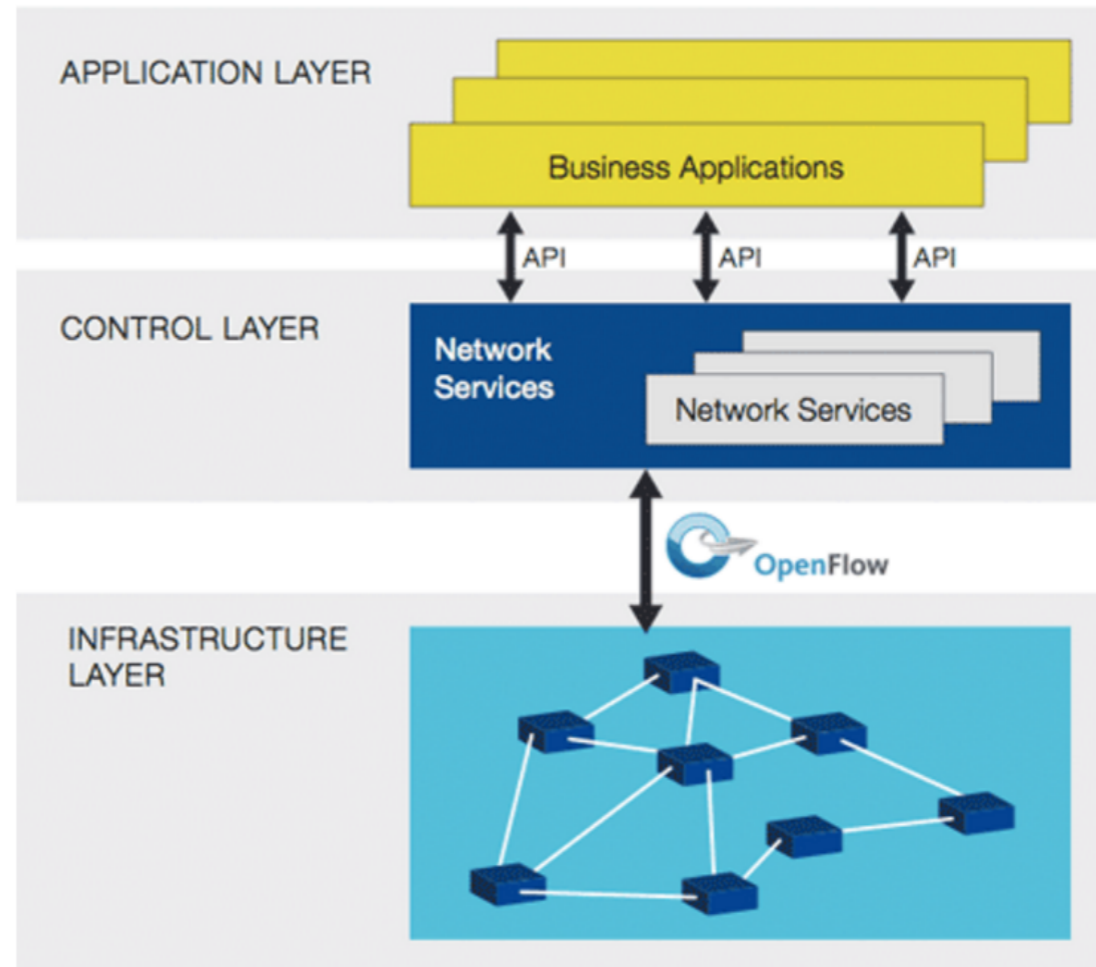 APPLICATION LAYER
Business Applications
API
API
API
CONTROL LAYER
Network
Services
Network Services
OpenFlow
INFRASTRUCTURE
LAYER